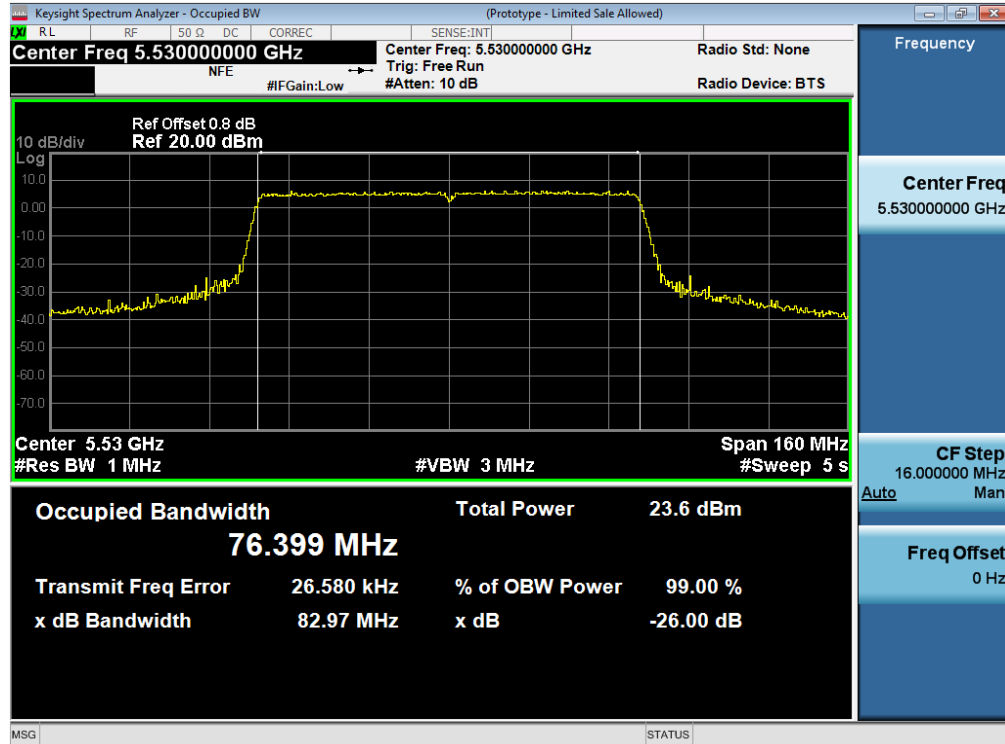 Keysight Spectrum Analyzer - Occupied BW (Prototype - Limited Sale Allowed)
LXI RL RF 50 Ω DC CORREC SENSE:INT
Center Freq 5.530000000 GHz
NFE
#IFGain:Low
Center Freq: 5.530000000 GHz
Trig: Free Run
#Atten: 10 dB
Radio Std: None
Radio Device: BTS
Ref Offset 0.8 dB
10 dB/div Ref 20.00 dBm
Log
10.0
0.00
-10.0
-20.0
-30.0
-40.0
-50.0
-60.0
-70.0
Center 5.53 GHz Span 160 MHz
#Res BW 1 MHz #VBW 3 MHz #Sweep 5 s
Occupied Bandwidth Total Power 23.6 dBm
76.399 MHz
Transmit Freq Error 26.580 kHz % of OBW Power 99.00 %
x dB Bandwidth 82.97 MHz x dB -26.00 dB
Frequency
Center Freq
5.530000000 GHz
CF Step
16.000000 MHz
Auto Man
Freq Offset
0 Hz
MSG STATUS